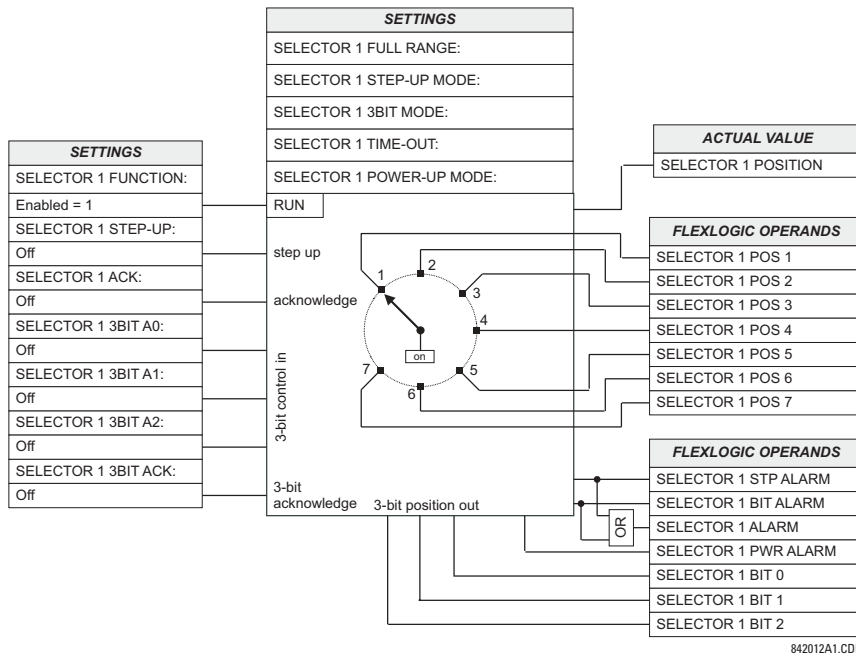 SETTINGS
SELECTOR 1 FULL RANGE:
SELECTOR 1 STEP-UP MODE:
SELECTOR 1 3BIT MODE:
SELECTOR 1 TIME-OUT:
SELECTOR 1 POWER-UP MODE:
SETTINGS
SELECTOR 1 FUNCTION:
Enabled = 1
SELECTOR 1 STEP-UP:
Off
SELECTOR 1 ACK:
Off
SELECTOR 1 3BIT A0:
Off
SELECTOR 1 3BIT A1:
Off
SELECTOR 1 3BIT A2:
Off
SELECTOR 1 3BIT ACK:
Off
RUN
step up
acknowledge
3-bit control in
3-bit
acknowledge
3-bit position out
1
2
3
4
5
6
7
on
ACTUAL VALUE
SELECTOR 1 POSITION
FLEXLOGIC OPERANDS
SELECTOR 1 POS 1
SELECTOR 1 POS 2
SELECTOR 1 POS 3
SELECTOR 1 POS 4
SELECTOR 1 POS 5
SELECTOR 1 POS 6
SELECTOR 1 POS 7
FLEXLOGIC OPERANDS
SELECTOR 1 STP ALARM
SELECTOR 1 BIT ALARM
SELECTOR 1 ALARM
SELECTOR 1 PWR ALARM
SELECTOR 1 BIT 0
SELECTOR 1 BIT 1
SELECTOR 1 BIT 2
OR
842012A1.CD